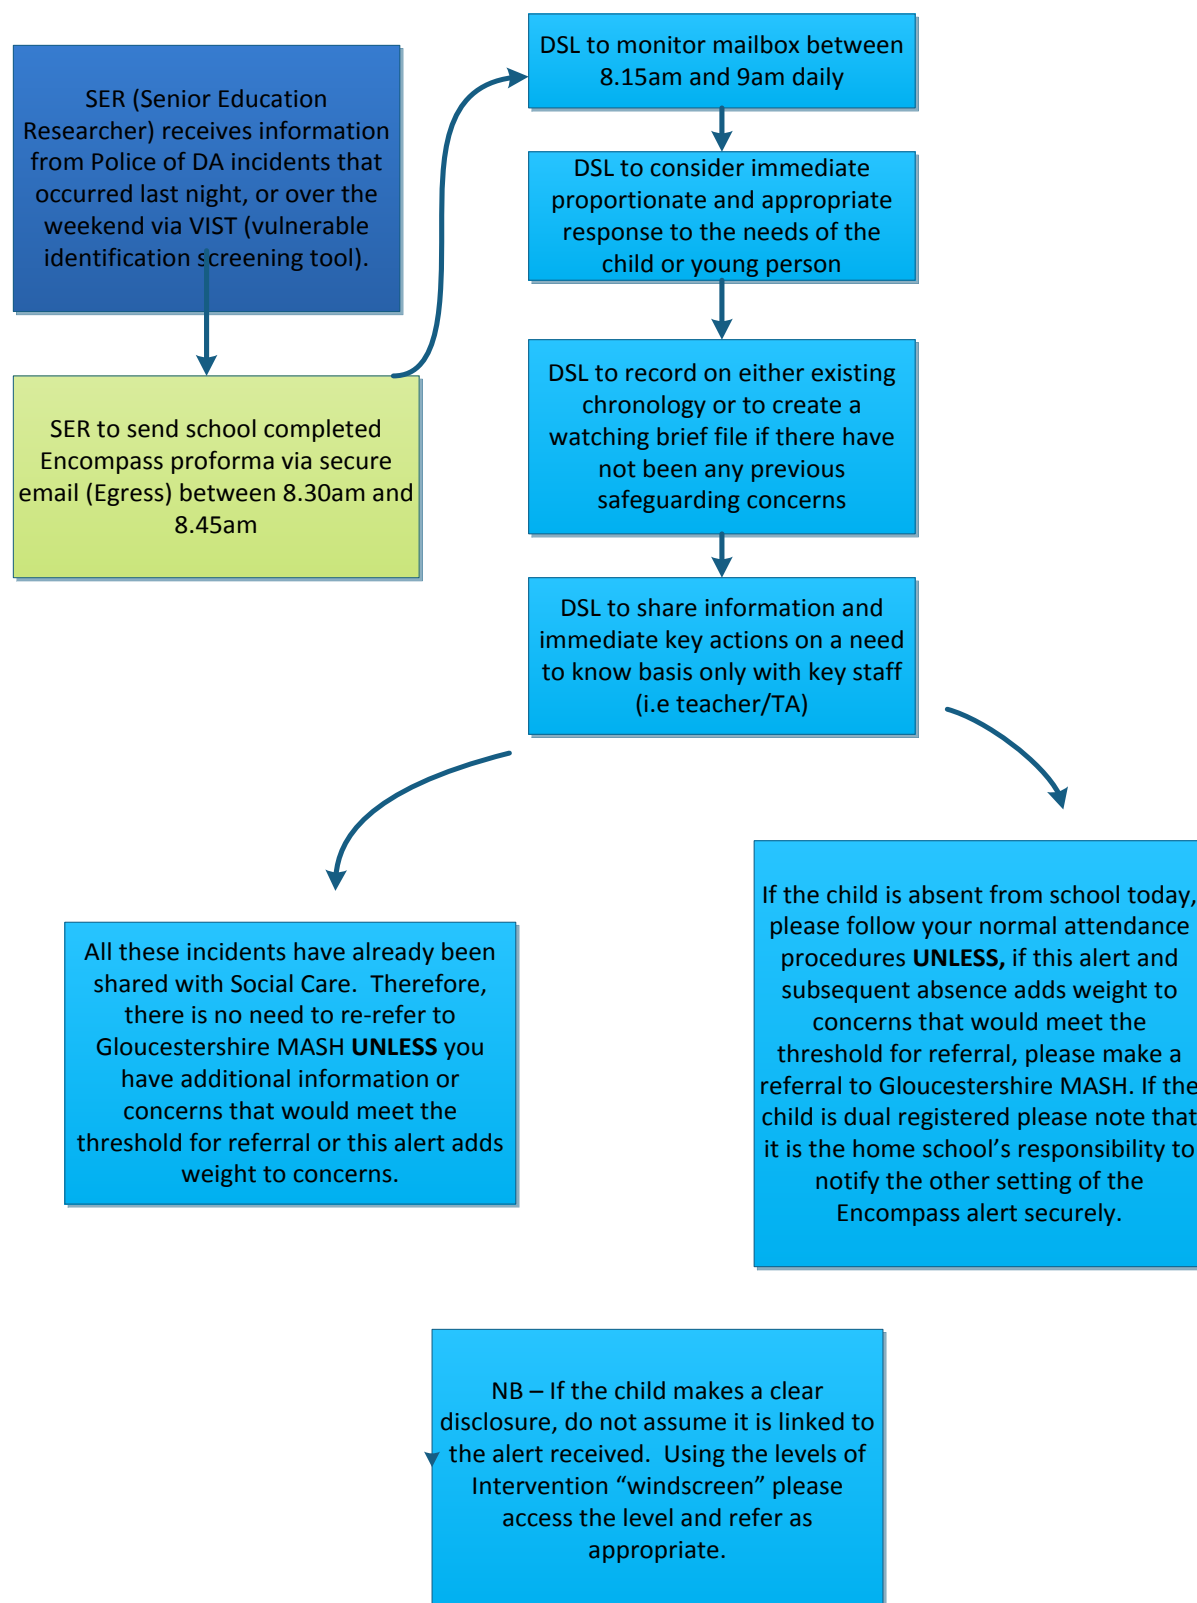 SER (Senior Education
Researcher) receives information
from Police of DA incidents that
occurred last night, or over the
weekend via VIST (vulnerable
identification screening tool).
SER to send school completed
Encompass proforma via secure
email (Egress) between 8.30am and
8.45am
DSL to monitor mailbox between
8.15am and 9am daily
DSL to consider immediate
proportionate and appropriate
response to the needs of the
child or young person
DSL to record on either existing
chronology or to create a
watching brief file if there have
not been any previous
safeguarding concerns
DSL to share information and
immediate key actions on a need
to know basis only with key staff
(i.e teacher/TA)
All these incidents have already been
shared with Social Care.  Therefore,
there is no need to re-refer to
Gloucestershire MASH UNLESS you
have additional information or
concerns that would meet the
threshold for referral or this alert adds
weight to concerns.
If the child is absent from school today,
please follow your normal attendance
procedures UNLESS, if this alert and
subsequent absence adds weight to
concerns that would meet the
threshold for referral, please make a
referral to Gloucestershire MASH. If the
child is dual registered please note that
it is the home school’s responsibility to
notify the other setting of the
Encompass alert securely.
NB – If the child makes a clear
disclosure, do not assume it is linked to
the alert received.  Using the levels of
Intervention “windscreen” please
access the level and refer as
appropriate.